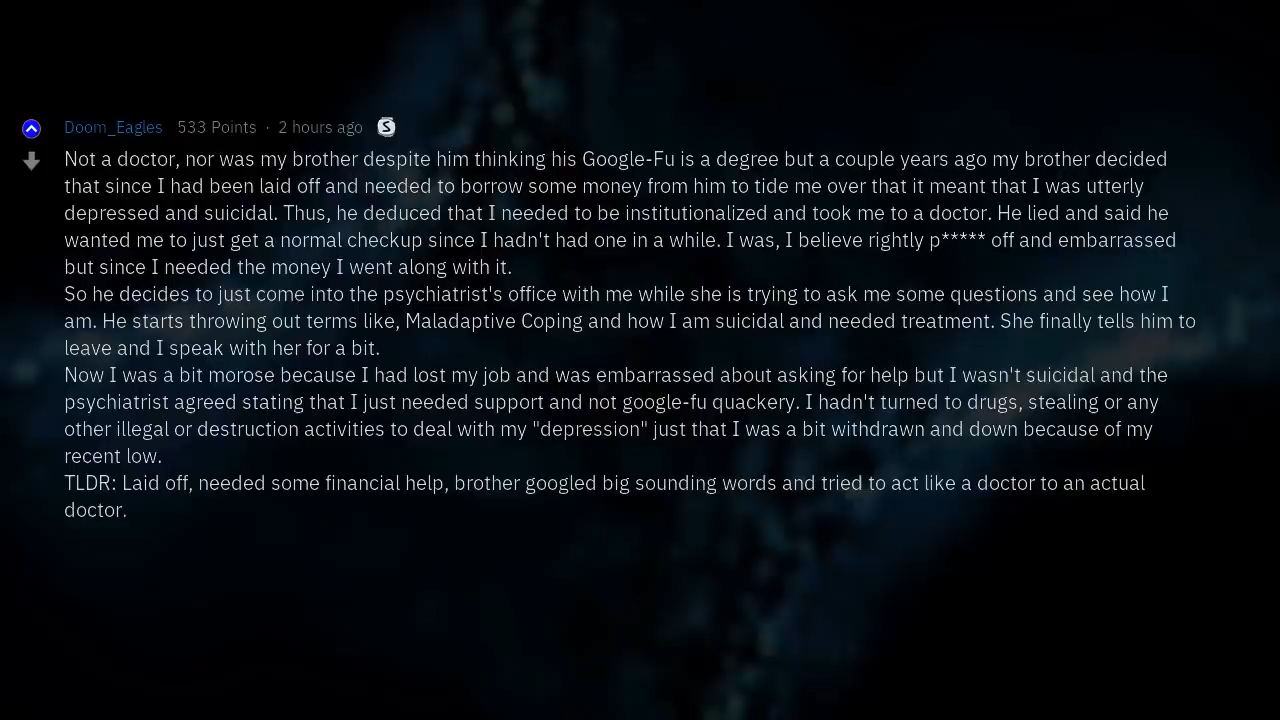 Doom_Eagles 533 Points · 2 hours ago S
Not a doctor, nor was my brother despite him thinking his Google-Fu is a degree but a couple years ago my brother decided
that since I had been laid off and needed to borrow some money from him to tide me over that it meant that I was utterly
depressed and suicidal. Thus, he deduced that I needed to be institutionalized and took me to a doctor. He lied and said he
wanted me to just get a normal checkup since I hadn't had one in a while. I was, I believe rightly p***** off and embarrassed
but since I needed the money I went along with it.
So he decides to just come into the psychiatrist's office with me while she is trying to ask me some questions and see how I
am. He starts throwing out terms like, Maladaptive Coping and how I am suicidal and needed treatment. She finally tells him to
leave and I speak with her for a bit.
Now I was a bit morose because I had lost my job and was embarrassed about asking for help but I wasn't suicidal and the
psychiatrist agreed stating that I just needed support and not google-fu quackery. I hadn't turned to drugs, stealing or any
other illegal or destruction activities to deal with my "depression" just that I was a bit withdrawn and down because of my
recent low.
TLDR: Laid off, needed some financial help, brother googled big sounding words and tried to act like a doctor to an actual
doctor.